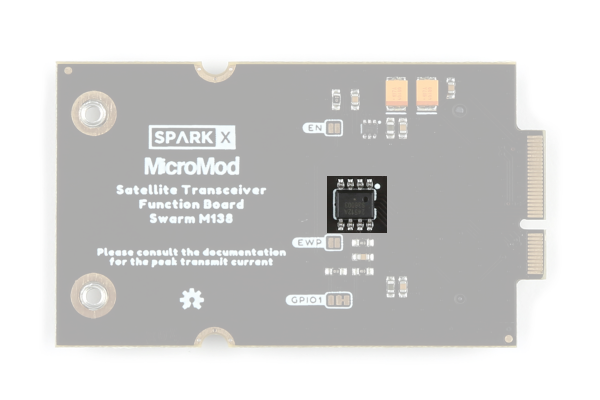 EN
SPARK X
MicroMod
Satellite Transceiver
Function Board
Swarm M138
EWP
Please consult the documentation
for the peak transmit current
GPIO1